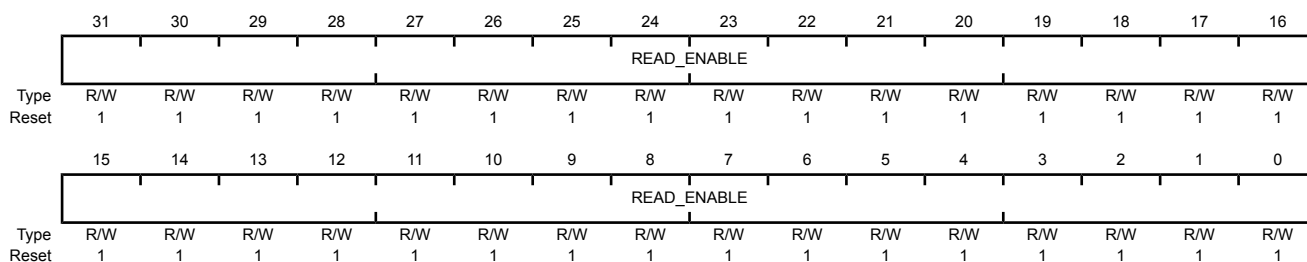 31 30 29 28 27 26 25 24 23 22 21 20 19 18 17 16
READ_ENABLE
Type R/W R/W R/W R/W R/W R/W R/W R/W R/W R/W R/W R/W R/W R/W R/W R/W
Reset 1 1 1 1 1 1 1 1 1 1 1 1 1 1 1 1
15 14 13 12 11 10 9 8 7 6 5 4 3 2 1 0
READ_ENABLE
Type R/W R/W R/W R/W R/W R/W R/W R/W R/W R/W R/W R/W R/W R/W R/W R/W
Reset 1 1 1 1 1 1 1 1 1 1 1 1 1 1 1 1